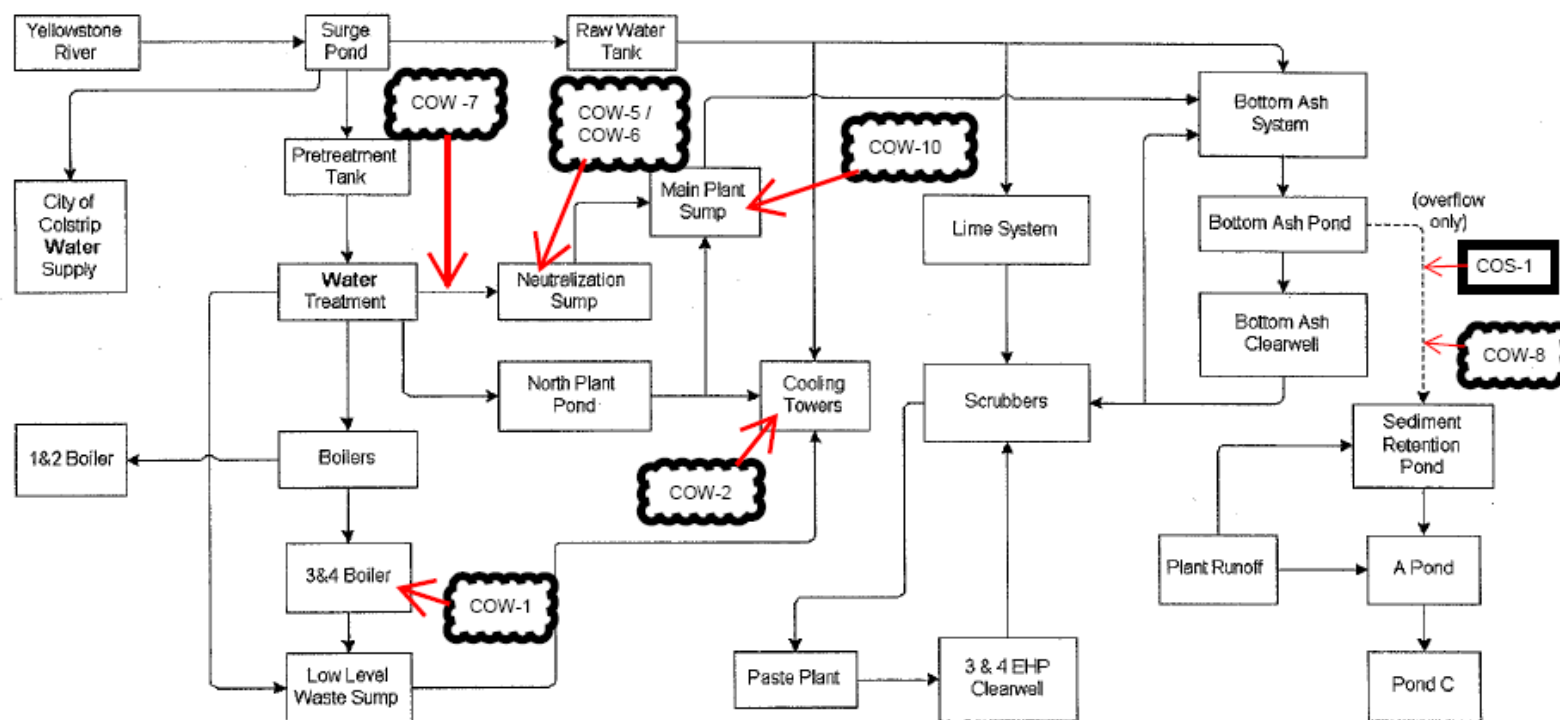 Yellowstone
River
Surge
Pond
Raw Water
Tank
COW -7
COW-5 /
COW-6
COW-10
Bottom Ash
System
Pretreatment
Tank
City of
Colstrip
Water
Supply
Main Plant
Sump
Lime System
Bottom Ash Pond
(overflow
only)
COS-1
Water
Treatment
Neutrelization
Sump
Bottom Ash
Clearwell
COW-8
North Plant
Pond
Cooling
Towers
Scrubbers
Sediment
Retention
Pond
1&2 Boiler
Boilers
COW-2
3&4 Boiler
COW-1
Plant Runoff
A Pond
Low Level
Waste Sump
Paste Plant
3 & 4 EHP
Clearwell
Pond C